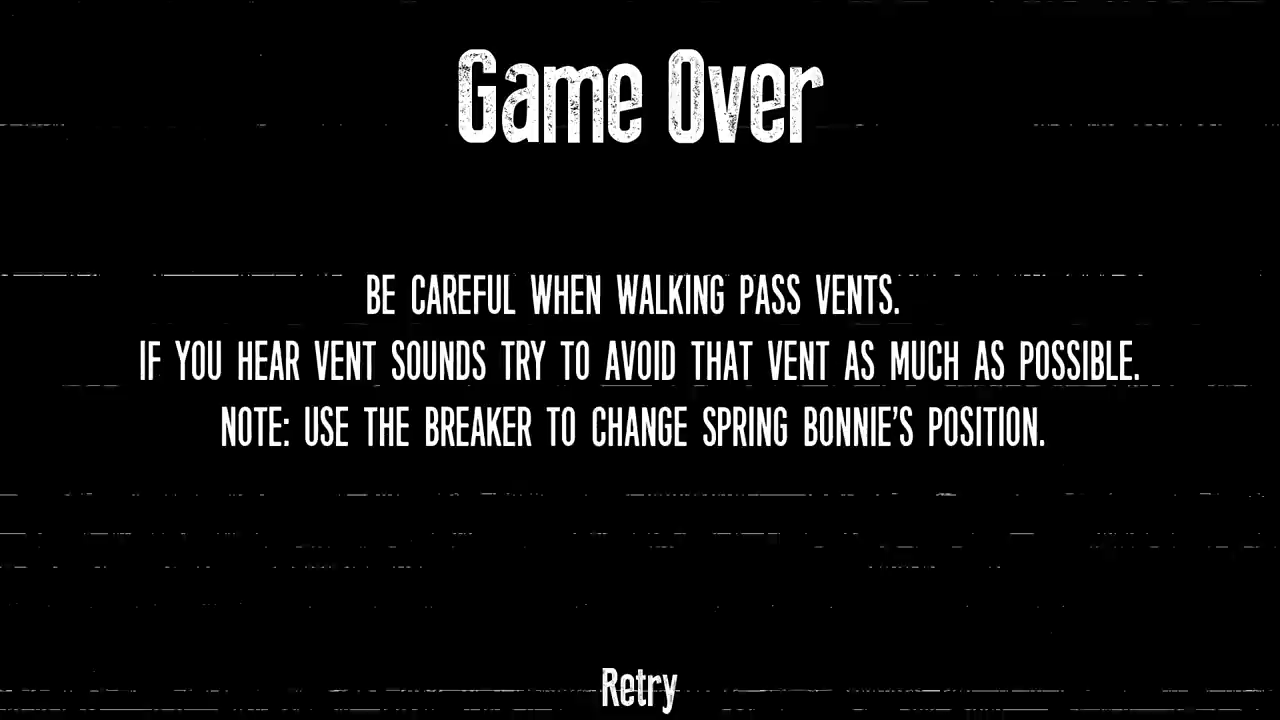 Game Over
BE CAREFUL WHEN WALKING PASS VENTS.
IF YOU HEAR VENT SOUNDS TRY TO AVOID THAT VENT AS MUCH AS POSSIBLE.
NOTE: USE THE BREAKER TO CHANGE SPRING BONNIE'S POSITION.
Retry